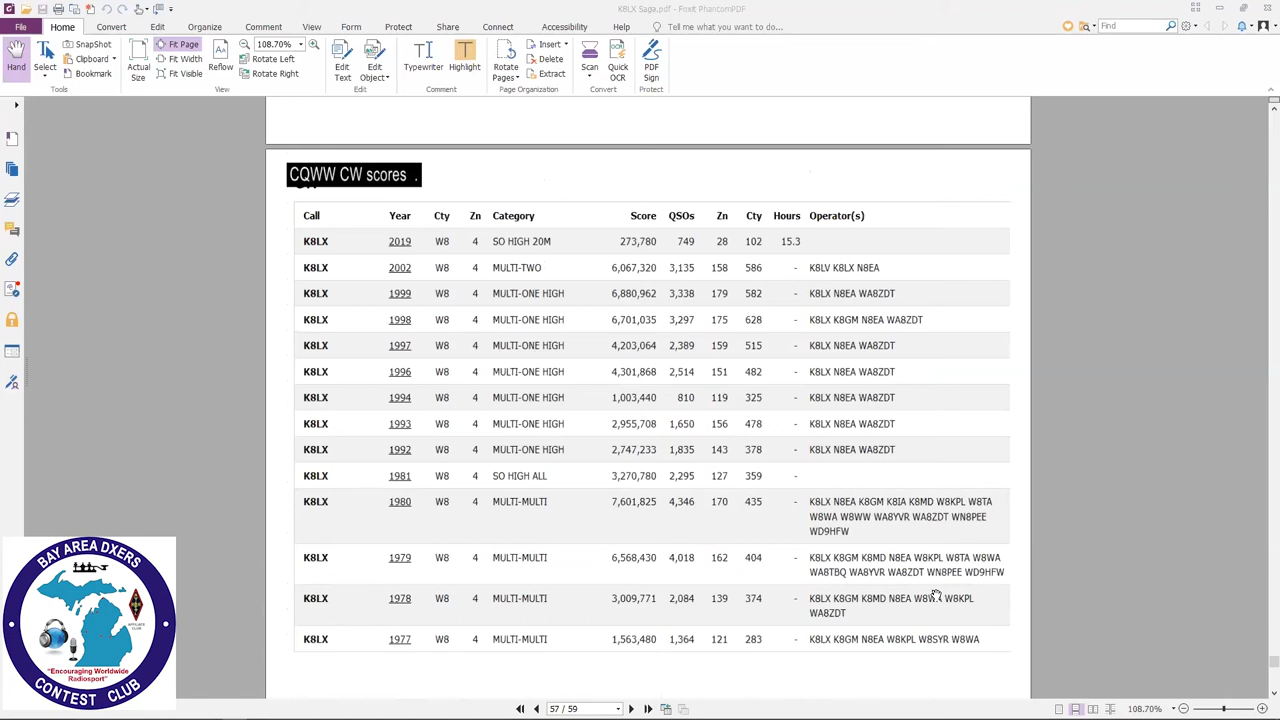 K8LX Saga.pdf - Foxit PhantomPDF
File Home Convert Edit Organize Comment View Form Protect Share Connect Accessibility Help Tell me what you want to do... Find
Hand
Select
SnapShot
Clipboard
Bookmark
Tools
Actual Size
Fit Page
Fit Width
Fit Visible
Reflow
108.70%
Rotate Left
Rotate Right
View
Edit Text
Edit Object
Edit
Typewriter
Highlight
Comment
Rotate Pages
Insert
Delete
Extract
Page Organization
Scan
Quick OCR
Convert
PDF Sign
Protect
CQWW CW scores .
Call Year Cty Zn Category Score QSOs Zn Cty Hours Operator(s)
K8LX 2019 W8 4 SO HIGH 20M 273,780 749 28 102 15.3
K8LX 2002 W8 4 MULTI-TWO 6,067,320 3,135 158 586 - K8LV K8LX N8EA
K8LX 1999 W8 4 MULTI-ONE HIGH 6,880,962 3,338 179 582 - K8LX N8EA WA8ZDT
K8LX 1998 W8 4 MULTI-ONE HIGH 6,701,035 3,297 175 628 - K8LX K8GM N8EA WA8ZDT
K8LX 1997 W8 4 MULTI-ONE HIGH 4,203,064 2,389 159 515 - K8LX N8EA WA8ZDT
K8LX 1996 W8 4 MULTI-ONE HIGH 4,301,868 2,514 151 482 - K8LX N8EA WA8ZDT
K8LX 1994 W8 4 MULTI-ONE HIGH 1,003,440 810 119 325 - K8LX N8EA WA8ZDT
K8LX 1993 W8 4 MULTI-ONE HIGH 2,955,708 1,650 156 478 - K8LX N8EA WA8ZDT
K8LX 1992 W8 4 MULTI-ONE HIGH 2,747,233 1,835 143 378 - K8LX N8EA WA8ZDT
K8LX 1981 W8 4 SO HIGH ALL 3,270,780 2,295 127 359 -
K8LX 1980 W8 4 MULTI-MULTI 7,601,825 4,346 170 435 - K8LX N8EA K8GM K8IA K8MD W8KPL W8TA
W8WA W8WW WA8YVR WA8ZDT WN8PEE
WD9HFW
K8LX 1979 W8 4 MULTI-MULTI 6,568,430 4,018 162 404 - K8LX K8GM K8MD N8EA W8KPL W8TA W8WA
WA8TBQ WA8YVR WA8ZDT WN8PEE WD9HFW
K8LX 1978 W8 4 MULTI-MULTI 3,009,771 2,084 139 374 - K8LX K8GM K8MD N8EA W8KPL
WA8ZDT
K8LX 1977 W8 4 MULTI-MULTI 1,563,480 1,364 121 283 - K8LX K8GM N8EA W8KPL W8SYR W8WA
BAY AREA DXERS
AFFILIATE CLUB
"Encouraging Worldwide
Radiosport"
CONTEST CLUB
57 / 59
108.70%